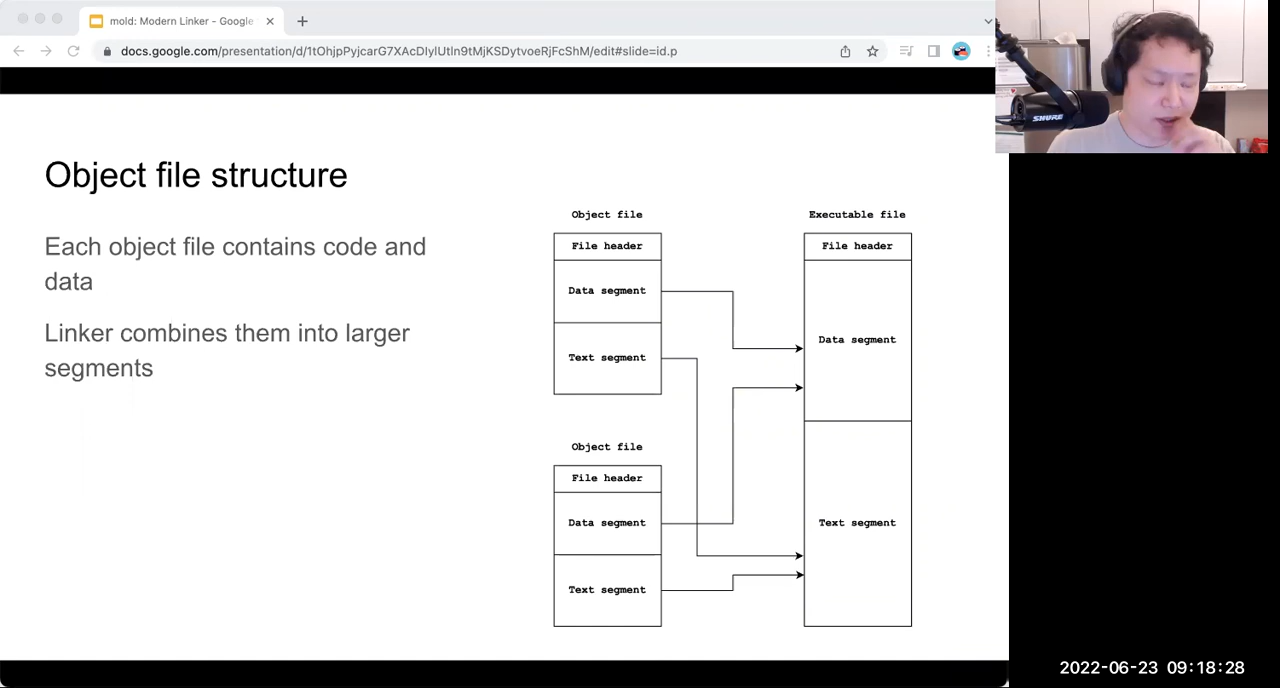 mold: Modern Linker - Google
docs.google.com/presentation/d/1tOhjpPyjcarG7XAcDIylUtln9tMjKSDytvoeRjFcShM/edit#slide=id.p
SHURE
Object file structure
Each object file contains code and
data
Linker combines them into larger
segments
Object file
File header
Data segment
Text segment
Object file
File header
Data segment
Text segment
Executable file
File header
Data segment
Text segment
2022-06-23 09:18:28